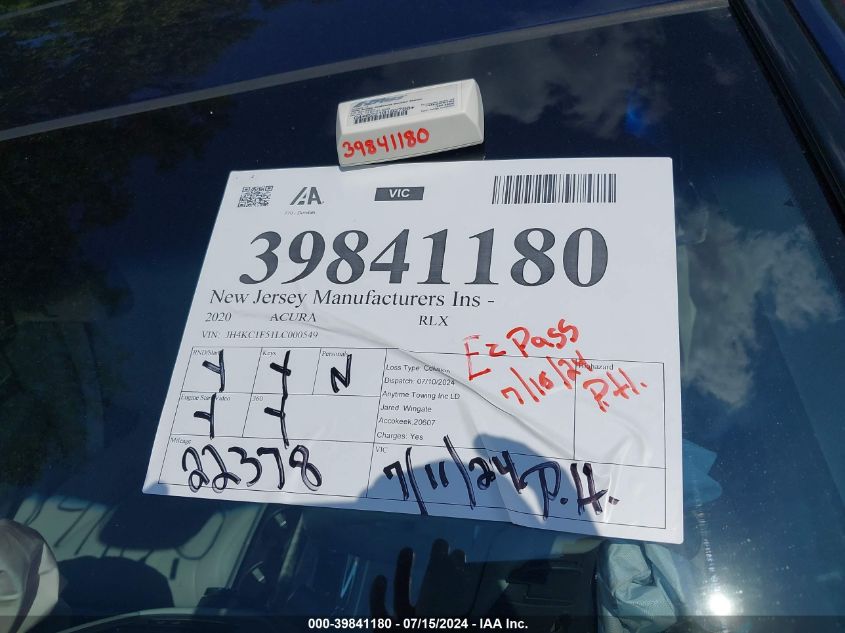 39841180
IAA
VIC
39841180
New Jersey Manufacturers Ins -
2020 ACURA RLX
VIN: JH4KC1F51LC000549
Ez Pass
7/16/24
P.H.
Keys
Y Y N
Loss Type: Collision
Dispatch: 07/10/2024
Anytime Towing Inc LD
Jared Wingate
Accokeek,20607
Charges: Yes
360
Y Y
Mileage
22378
VIC
7/11/24 P.H.
000-39841180 - 07/15/2024 - IAA Inc.